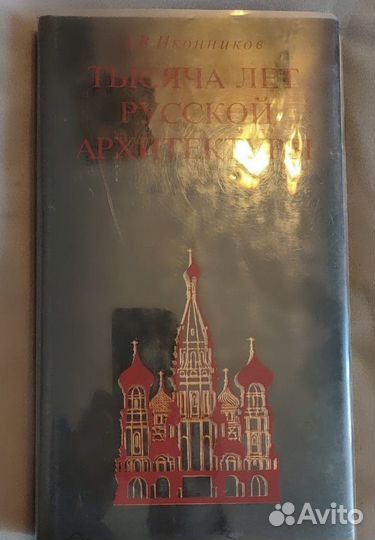 А.В. Иконников
ТЫСЯЧА ЛЕТ
РУССКОЙ
АРХИТЕКТУРЫ
Avito